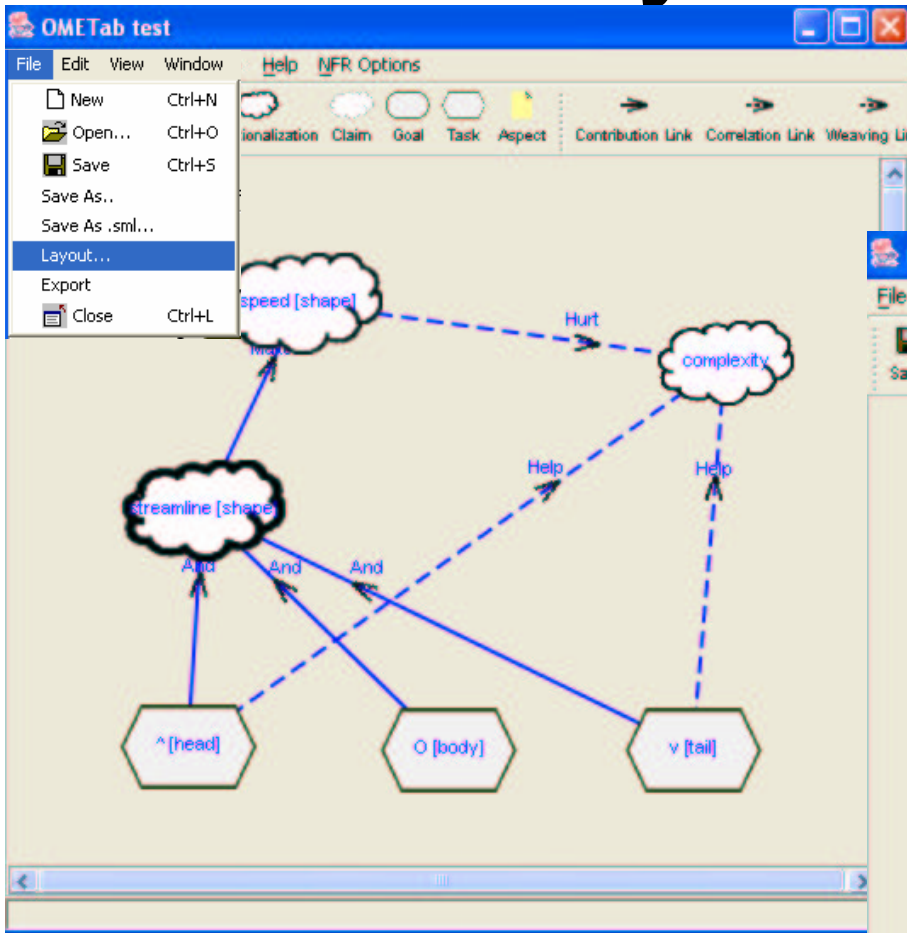 OMETab test
File Edit View Window Help NFR Options
New Ctrl+N
Open... Ctrl+O
Save Ctrl+S
Save As..
Save As .sml...
Layout...
Export
Close Ctrl+L
ionalization Claim Goal Task Aspect Contribution Link Correlation Link Weaving Li
File
Sa
speed [shape]
Hurt
complexity
Help
Help
streamline [shape]
And
And
And
^ [head]
O [body]
v [tail]